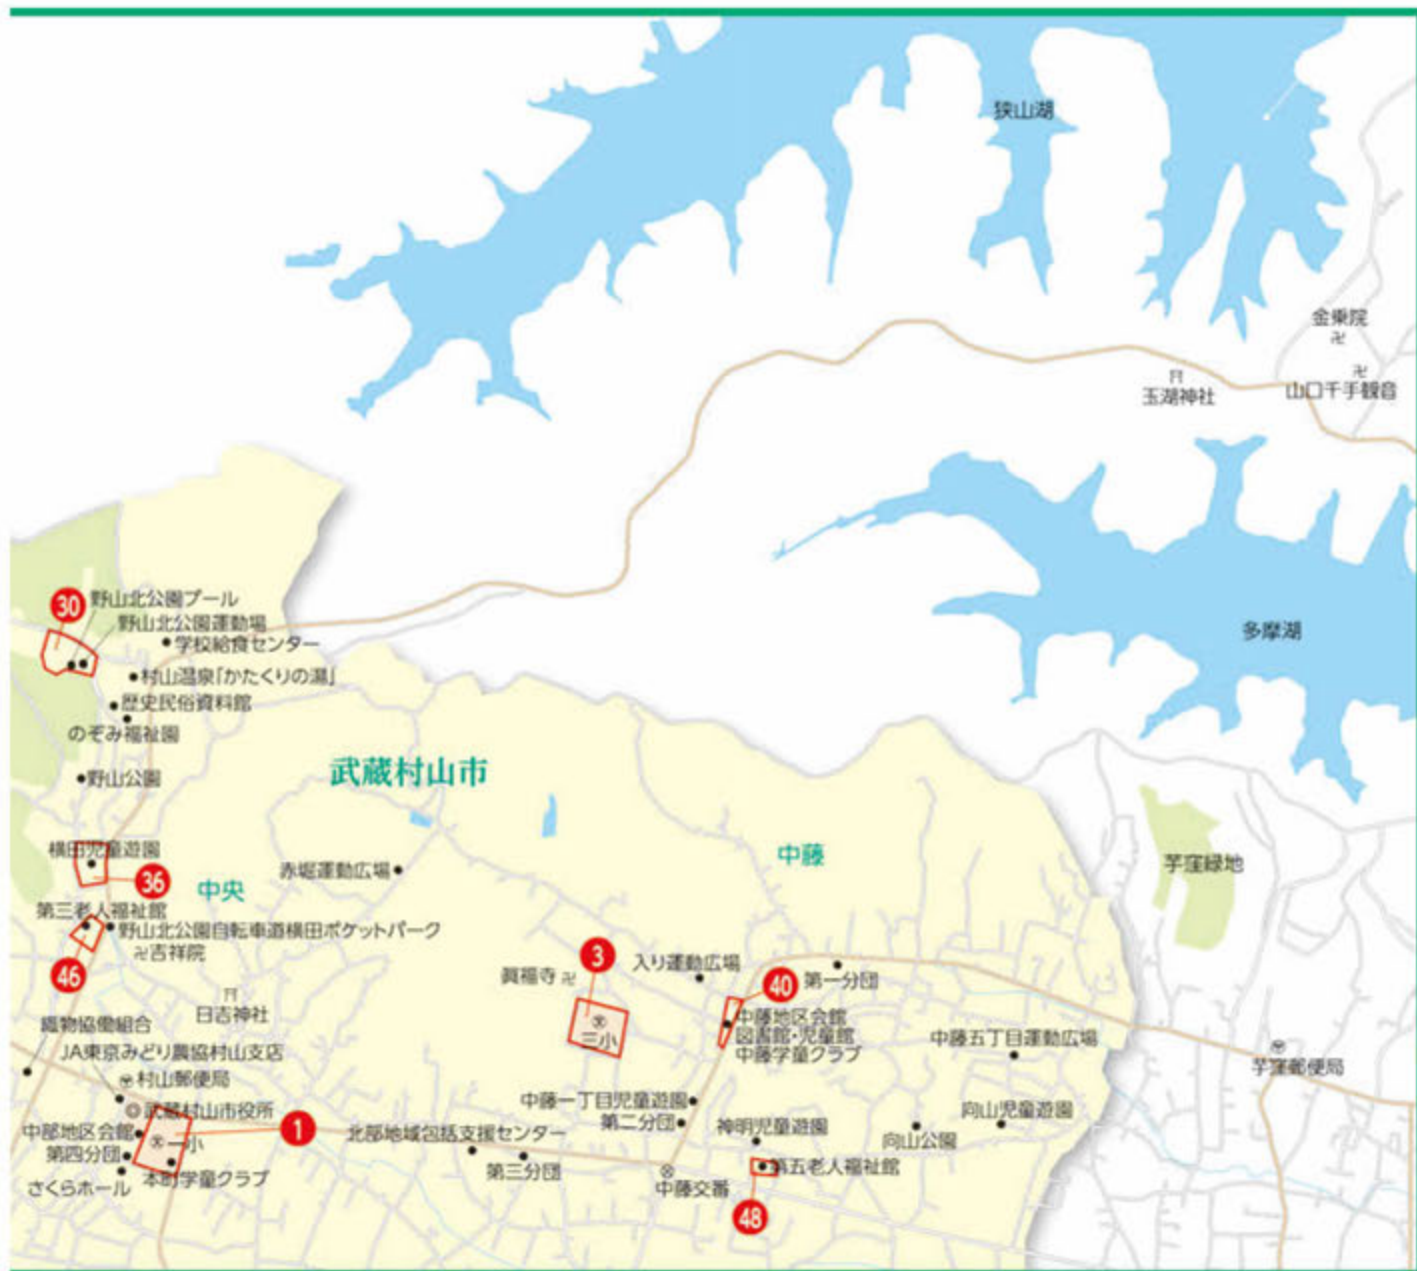 狭山湖
金乗院
玉湖神社
山口千手観音
30
野山北公園プール
野山北公園運動場
学校給食センター
多摩湖
村山温泉「かたくりの湯」
歴史民俗資料館
のぞみ福祉園
武蔵村山市
野山公園
横田児童遊園
36
赤堀運動広場
中央
中藤
芋窪緑地
第三老人福祉館
野山北公園自転車道横田ポケットパーク
吉祥院
46
眞福寺
3
入り運動広場
40
第一分団
日吉神社
三小
中藤地区会館
図書館・児童館
中藤学童クラブ
中藤五丁目運動広場
織物協働組合
JA東京みどり農協村山支店
村山郵便局
芋窪郵便局
武蔵村山市役所
中藤一丁目児童遊園
第二分団
向山児童遊園
中部地区会館
一小
1
北部地域包括支援センター
神明児童遊園
向山公園
第四分団
本町学童クラブ
さくらホール
第三分団
中藤交番
第五老人福祉館
48